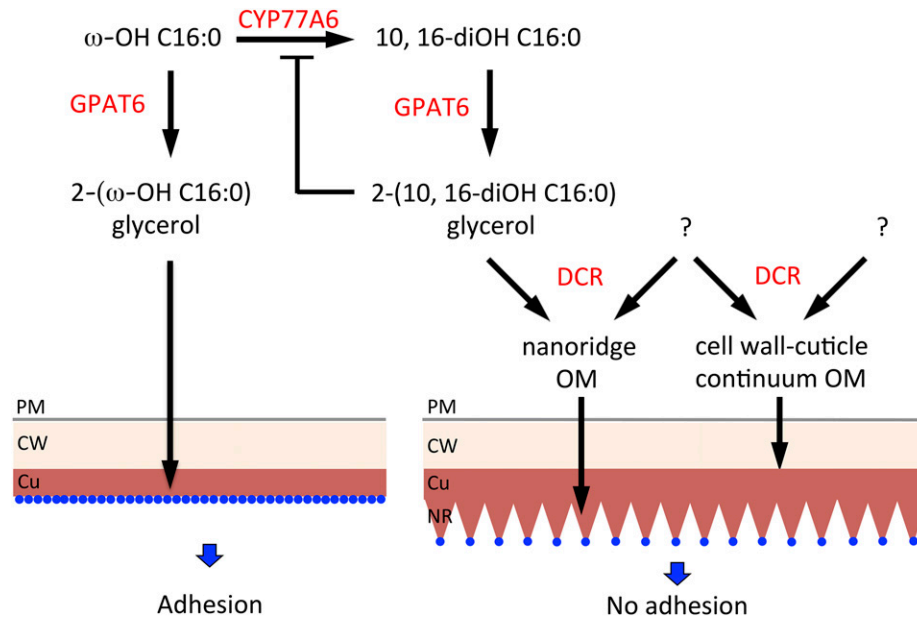 CYP77A6
ω-OH C16:0
10, 16-diOH C16:0
GPAT6
GPAT6
2-(ω-OH C16:0)
glycerol
2-(10, 16-diOH C16:0)
glycerol
?
?
DCR
DCR
nanoridge
OM
cell wall-cuticle
continuum OM
PM
CW
Cu
PM
CW
Cu
NR
Adhesion
No adhesion